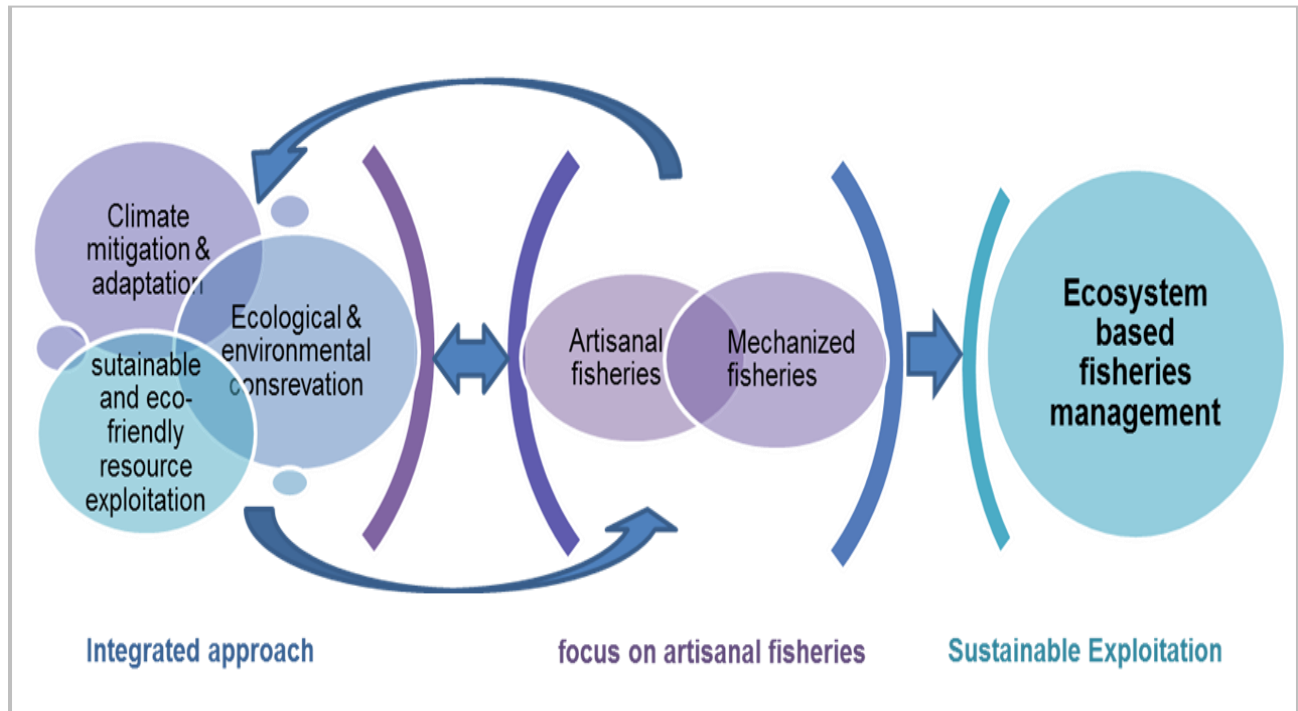 Climate
mitigation &
adaptation
Ecological &
environmental
consrevation
sutainable
and eco-
friendly
resource
exploitation
Artisanal
fisheries
Mechanized
fisheries
Ecosystem
based
fisheries
management
Integrated approach
focus on artisanal fisheries
Sustainable Exploitation